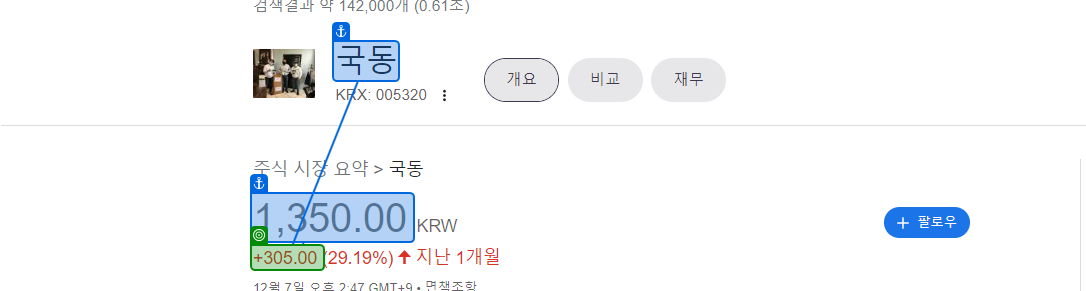 검색결과 약 142,000개 (0.61초)
국동
KRX: 005320
개요
비교
재무
주식 시장 요약 > 국동
1,350.00 KRW
+305.00 (29.19%) 지난 1개월
팔로우
12월 7일 오후 2:47 GMT+9 • 면책조항